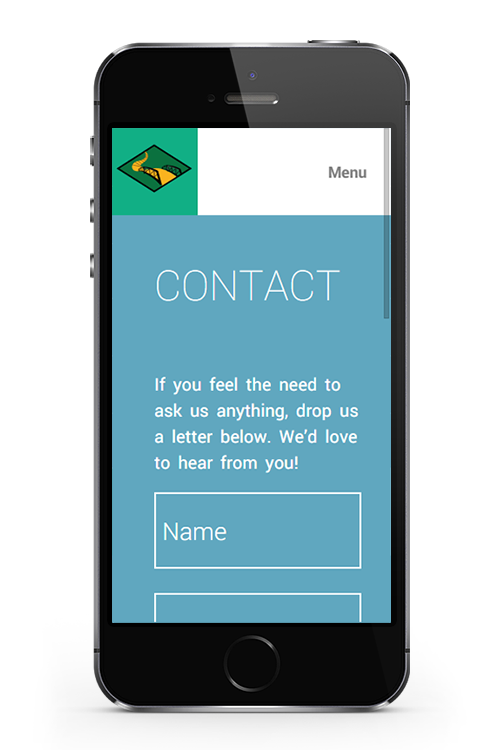 Menu
CONTACT
If you feel the need to
ask us anything, drop us
a letter below. We'd love
to hear from you!
Name